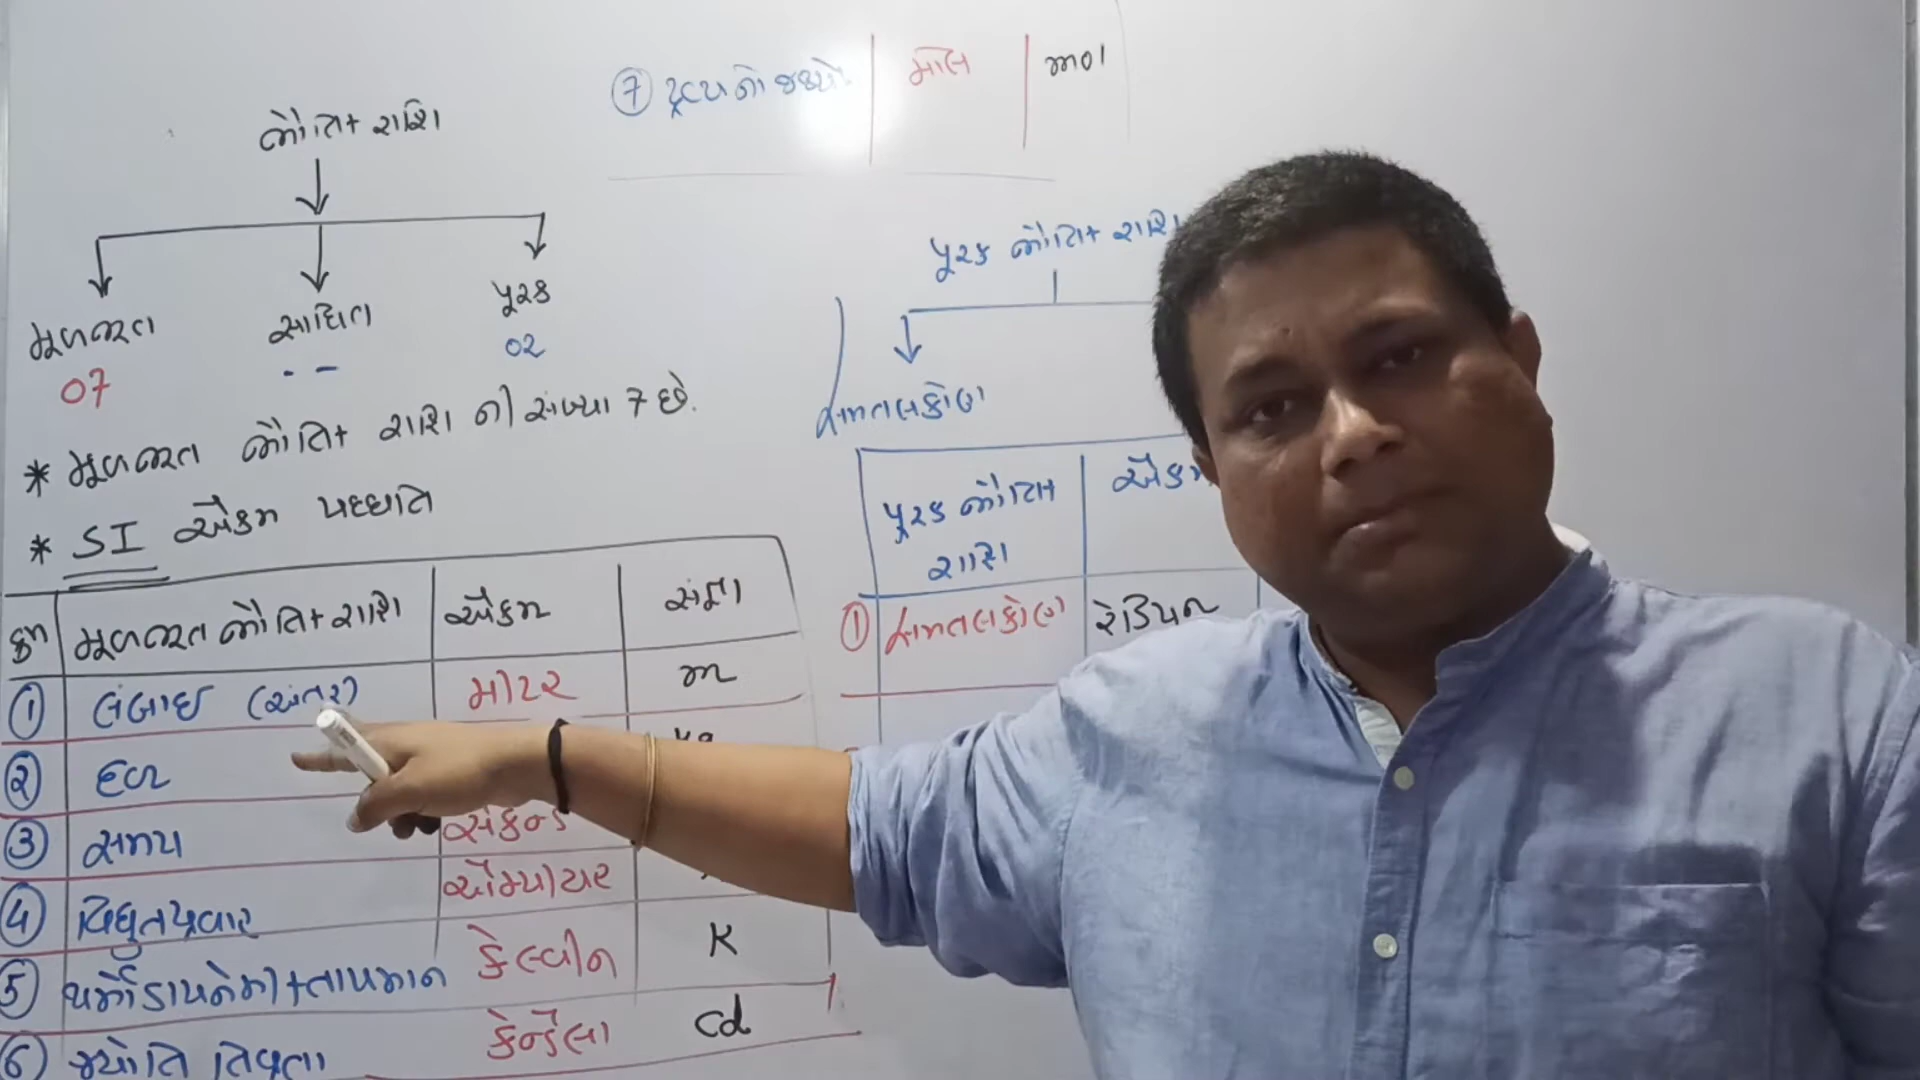 ⑦ દ્રવ્યનો જથ્થો | મોલ | mol
ભૌતિક રાશિ
મૂળભૂત
07
સાધિત
- -
પૂરક
02
* મૂળભૂત ભૌતિક રાશિ ની સંખ્યા 7 છે.
* SI એકમ પધ્ધતિ
ક્રમ | મૂળભૂત ભૌતિક રાશિ | એકમ | સંજ્ઞા
① લંબાઈ (અંતર) | મીટર | m
② દળ | kg
③ સમય | સેકન્ડ
④ વિધુતપ્રવાહ | એમ્પીયર
⑤ થર્મોડાયનેમીક તાપમાન | કેલ્વીન | K
⑥ જ્યોતિ તિવ્રતા | કેન્ડેલા | cd
પૂરક ભૌતિક રાશિ
સમતલકોણ
પૂરક ભૌતિક રાશિ | એકમ
① સમતલકોણ | રેડિયન